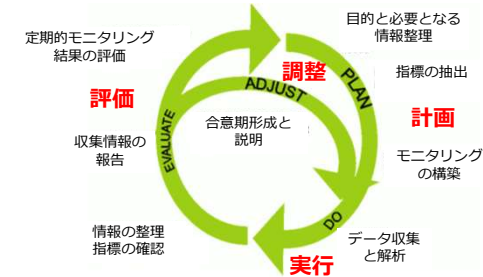 目的と必要となる
情報整理
定期的モニタリング
結果の評価
調整
指標の抽出
PLAN
ADJUST
評価
計画
合意期形成と
説明
EVALUATE
収集情報の
報告
モニタリング
の構築
DO
情報の整理
指標の確認
データ収集
と解析
実行